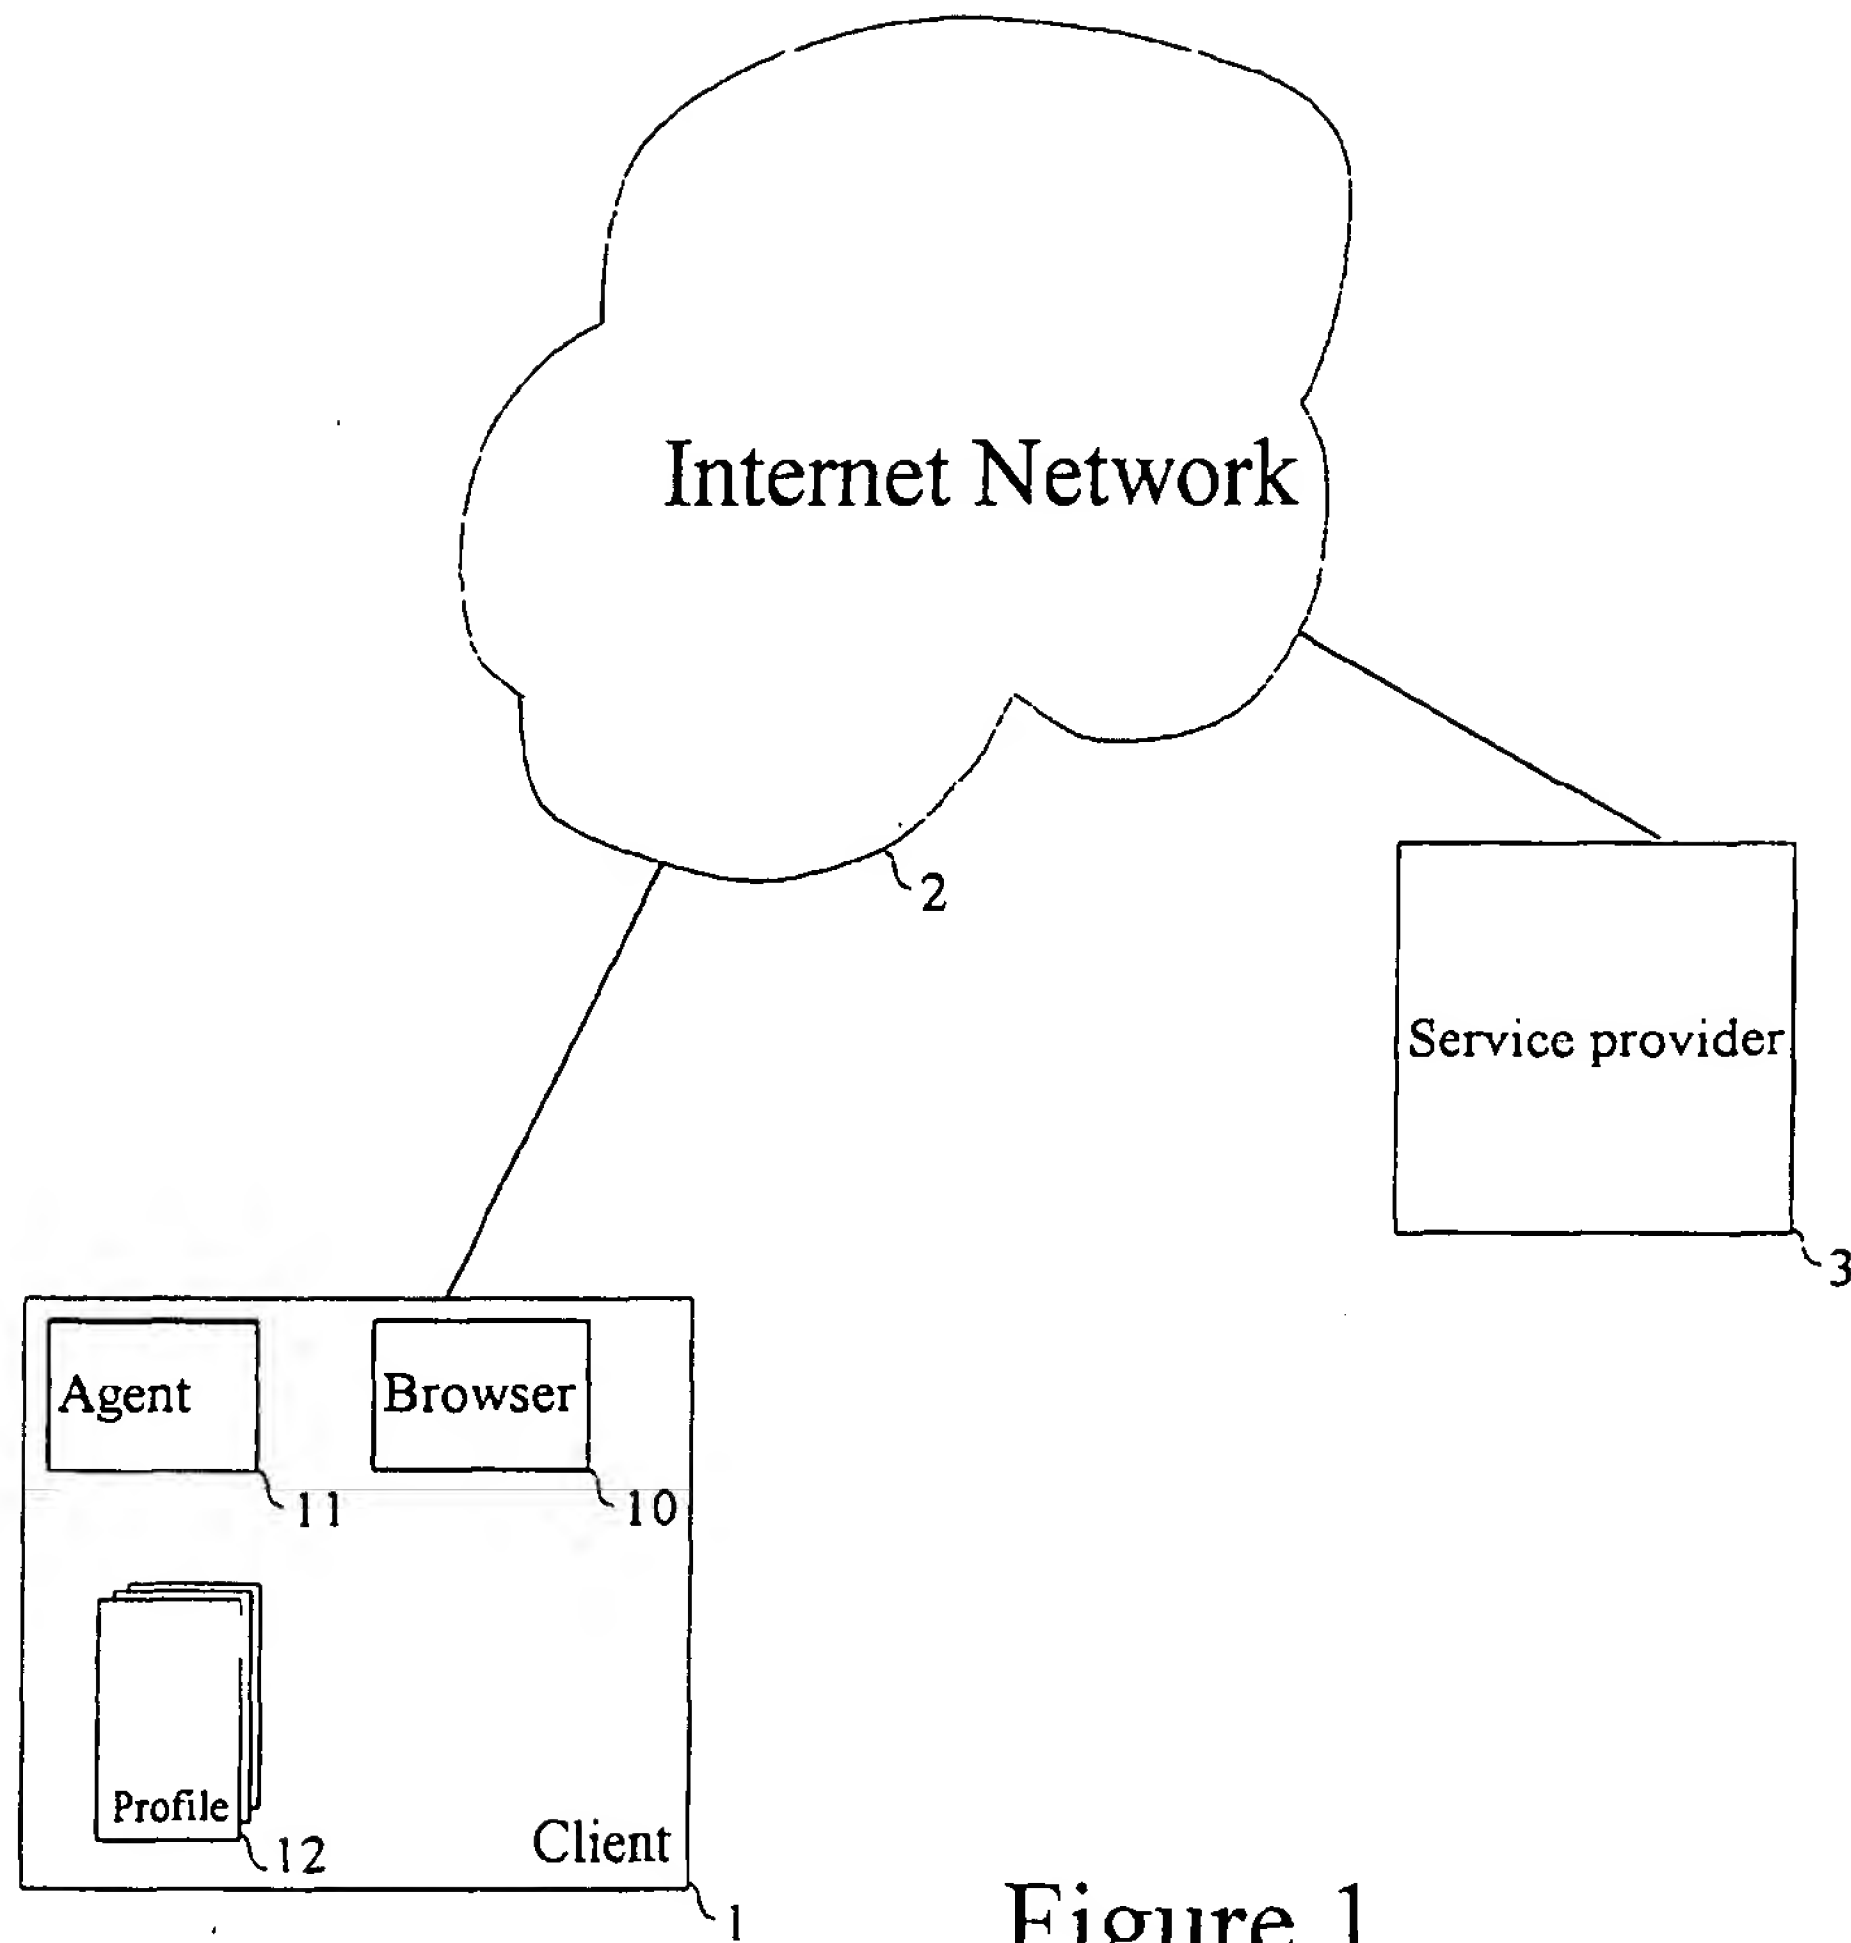 Internet Network
2
Service provider
3
Agent
Browser
11
10
Profile
12
Client
1
Figure 1